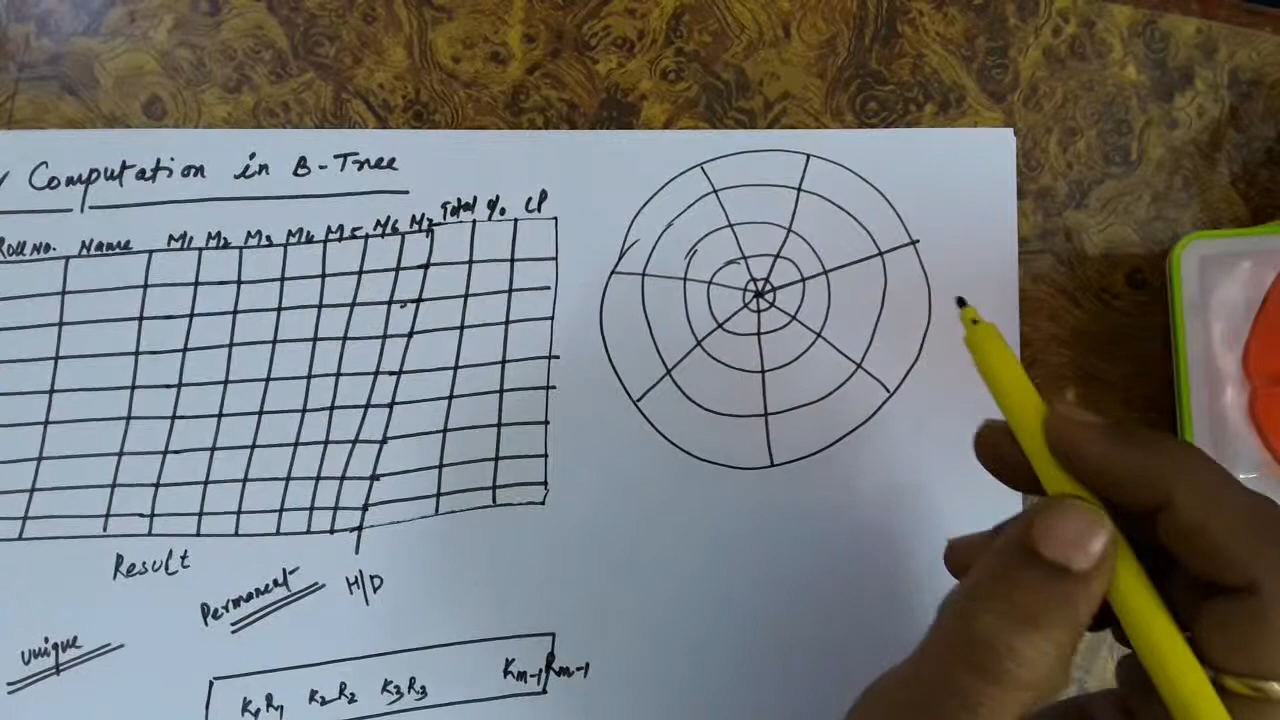 Computation in B-Tree
Roll No. Name M1 M2 M3 M4 M5 M6 M7 Total % CP
Result
Permanent H/D
unique
K1R1 K2R2 K3R3 Km-1Rm-1